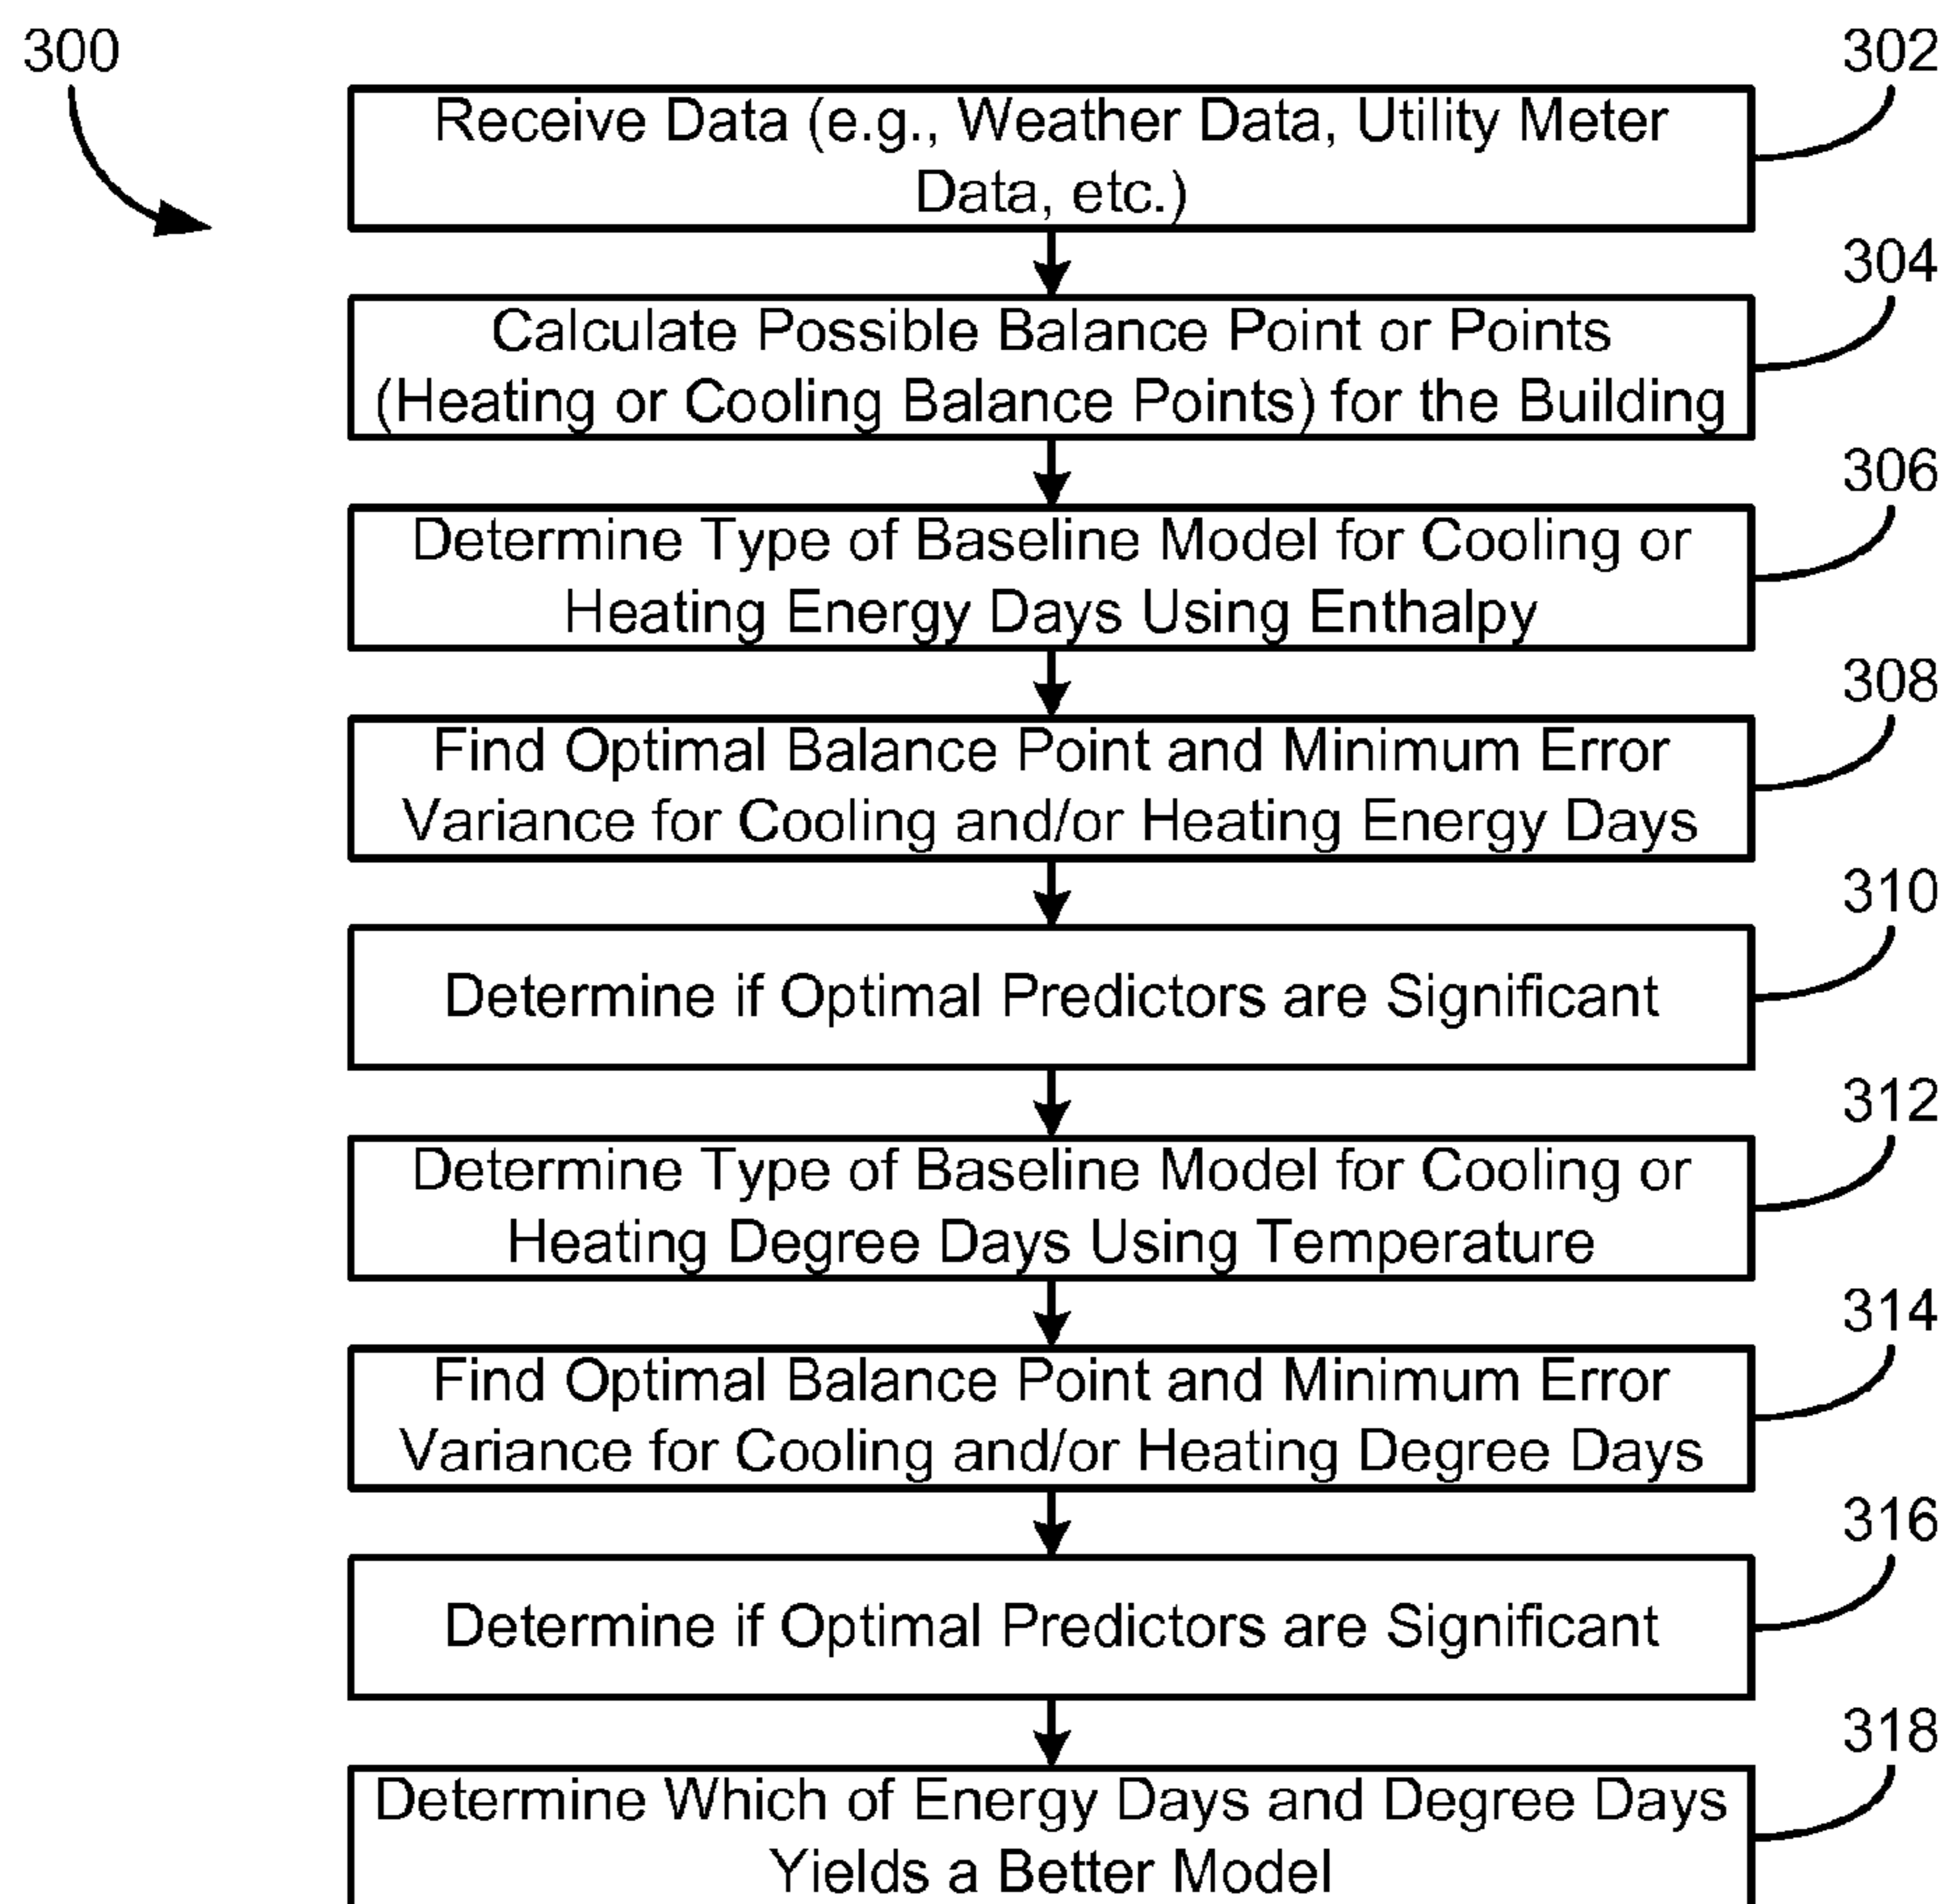 300
302
Receive Data (e.g., Weather Data, Utility Meter
Data, etc.)
304
Calculate Possible Balance Point or Points
(Heating or Cooling Balance Points) for the Building
306
Determine Type of Baseline Model for Cooling or
Heating Energy Days Using Enthalpy
308
Find Optimal Balance Point and Minimum Error
Variance for Cooling and/or Heating Energy Days
310
Determine if Optimal Predictors are Significant
312
Determine Type of Baseline Model for Cooling or
Heating Degree Days Using Temperature
314
Find Optimal Balance Point and Minimum Error
Variance for Cooling and/or Heating Degree Days
316
Determine if Optimal Predictors are Significant
318
Determine Which of Energy Days and Degree Days
Yields a Better Model